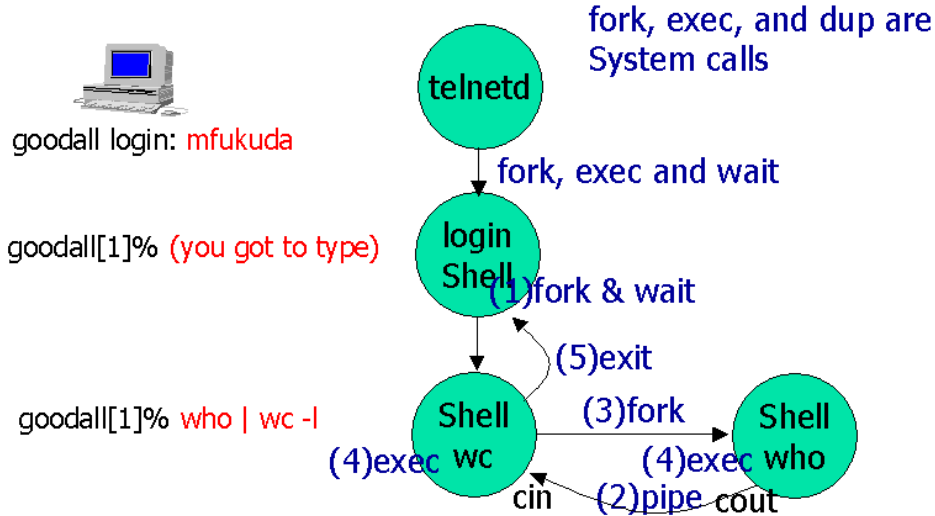 fork, exec, and dup are
System calls
telnetd
goodall login: mfukuda
fork, exec and wait
goodall[1]% (you got to type)
login
Shell
(1)fork & wait
(5)exit
goodall[1]% who | wc -l
Shell
wc
(3)fork
Shell
who
(4)exec
(4)exec
cin
(2)pipe
cout